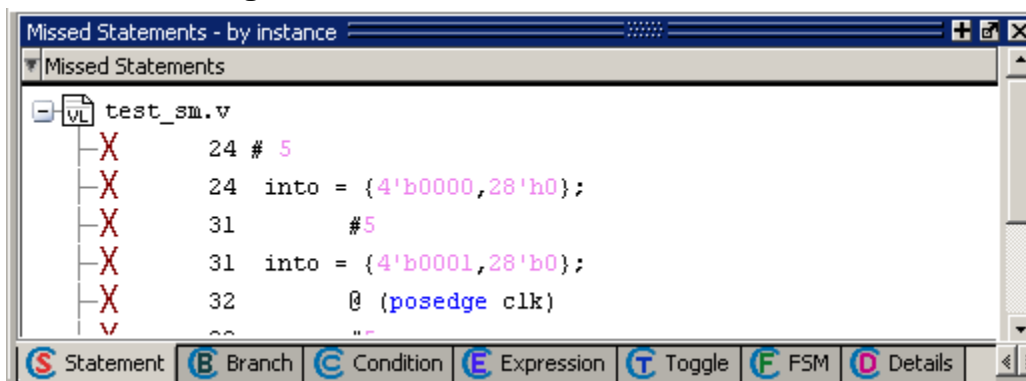 Missed Statements - by instance
Missed Statements
test_sm.v
24 # 5
24 into = {4'b0000,28'h0};
31 #5
31 into = {4'b0001,28'b0};
32 @ (posedge clk)
Statement Branch Condition Expression Toggle FSM Details